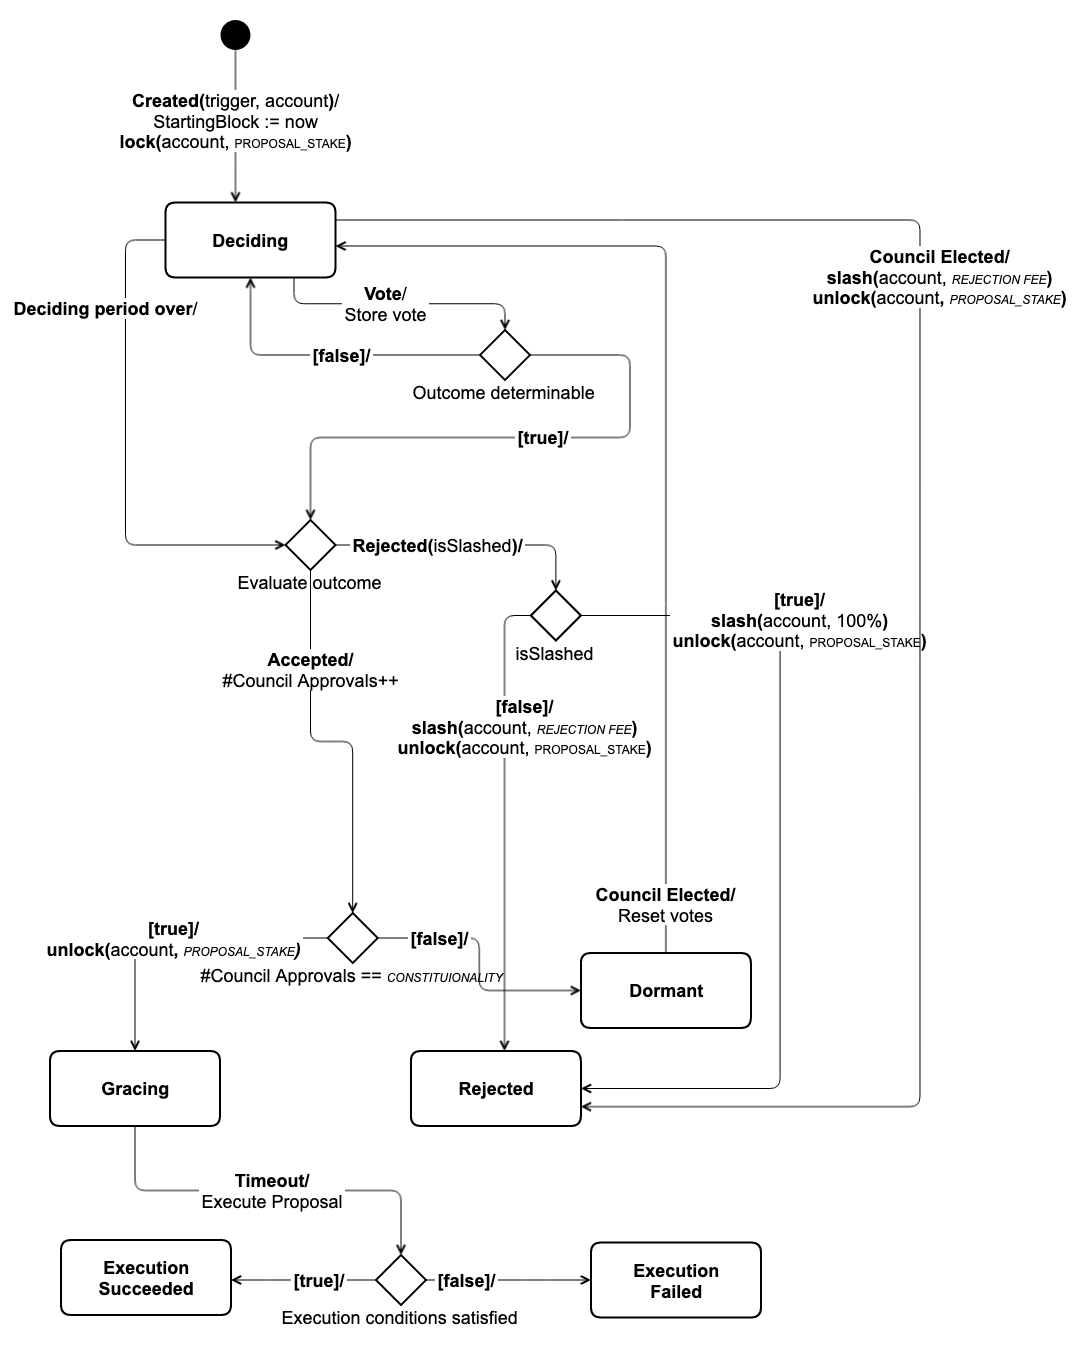 Created(trigger, account)/
StartingBlock := now
lock(account, PROPOSAL_STAKE)
Deciding
Council Elected/
slash(account, REJECTION FEE)
unlock(account, PROPOSAL_STAKE)
Deciding period over/
Vote/
Store vote
[false]/
Outcome determinable
[true]/
Rejected(isSlashed)/
Evaluate outcome
[true]/
slash(account, 100%)
unlock(account, PROPOSAL_STAKE)
isSlashed
Accepted/
#Council Approvals++
[false]/
slash(account, REJECTION FEE)
unlock(account, PROPOSAL_STAKE)
Council Elected/
Reset votes
[true]/
unlock(account, PROPOSAL_STAKE)
[false]/
#Council Approvals == CONSTITUIONALITY
Dormant
Gracing
Rejected
Timeout/
Execute Proposal
Execution
Succeeded
[true]/
[false]/
Execution
Failed
Execution conditions satisfied